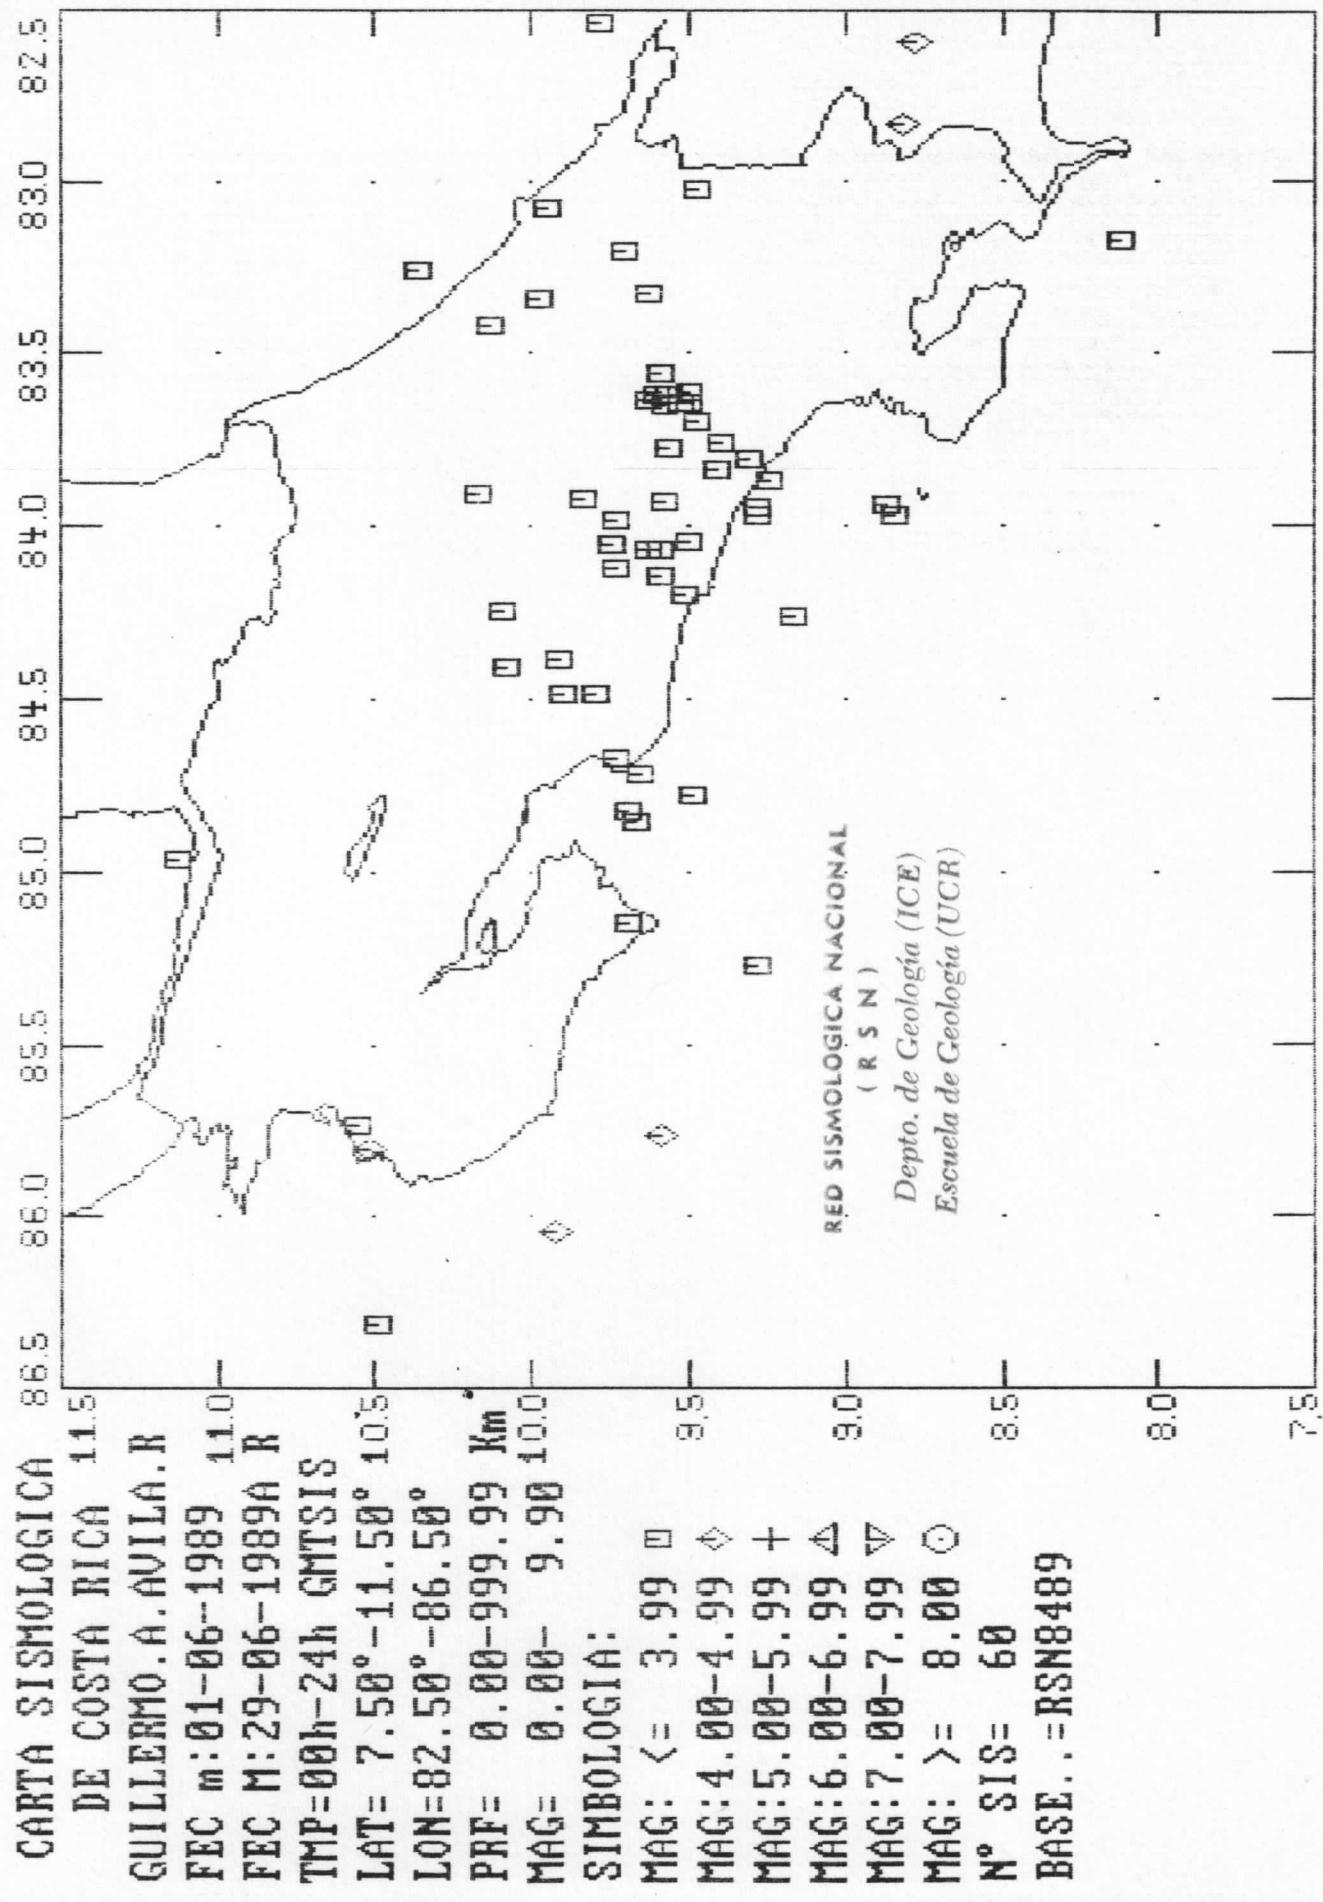 CARTA SISMOLOGICA
DE COSTA RICA
GUILLERMO.A.AVILA.R
FEC m:01-06-1989
FEC M:29-06-1989A R
TMP=00h-24h GMTSIS
LAT= 7.50°-11.50°
LON=82.50°-86.50°
PRF= 0.00-999.99 Km
MAG= 0.00- 9.90
SIMBOLOGIA:
MAG: <= 3.99
MAG:4.00-4.99
MAG:5.00-5.99
MAG:6.00-6.99
MAG:7.00-7.99
MAG: >= 8.00
N° SIS= 60
BASE..=RSN8489
86.5 86.0 85.5 85.0 84.5 84.0 83.5 83.0 82.5
11.5
11.0
10.5
10.0
9.5
9.0
8.5
8.0
7.5
RED SISMOLOGICA NACIONAL
( R S N )
Depto. de Geología (ICE)
Escuela de Geología (UCR)